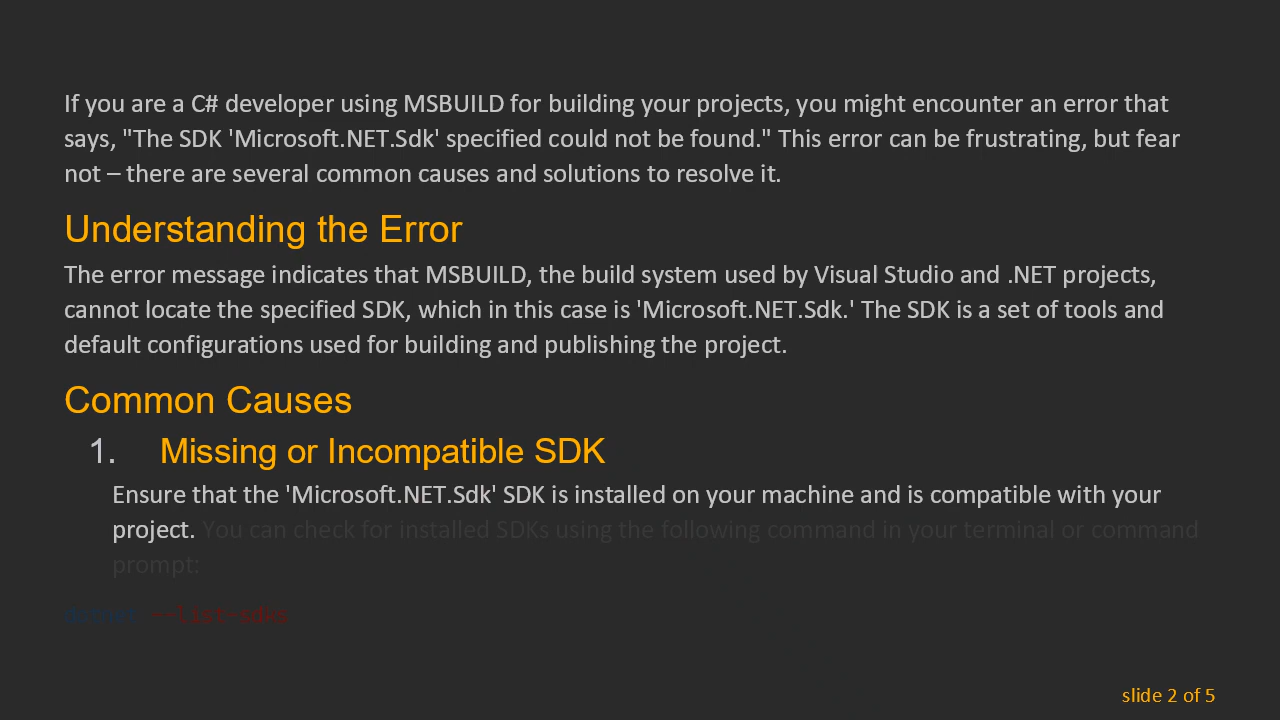 If you are a C# developer using MSBUILD for building your projects, you might encounter an error that
says, "The SDK 'Microsoft.NET.Sdk' specified could not be found." This error can be frustrating, but fear
not – there are several common causes and solutions to resolve it.
Understanding the Error
The error message indicates that MSBUILD, the build system used by Visual Studio and .NET projects,
cannot locate the specified SDK, which in this case is 'Microsoft.NET.Sdk.' The SDK is a set of tools and
default configurations used for building and publishing the project.
Common Causes
1. Missing or Incompatible SDK
Ensure that the 'Microsoft.NET.Sdk' SDK is installed on your machine and is compatible with your
project. You can check for installed SDKs using the following command in your terminal or command
prompt:
dotnet --list-sdks
slide 2 of 5